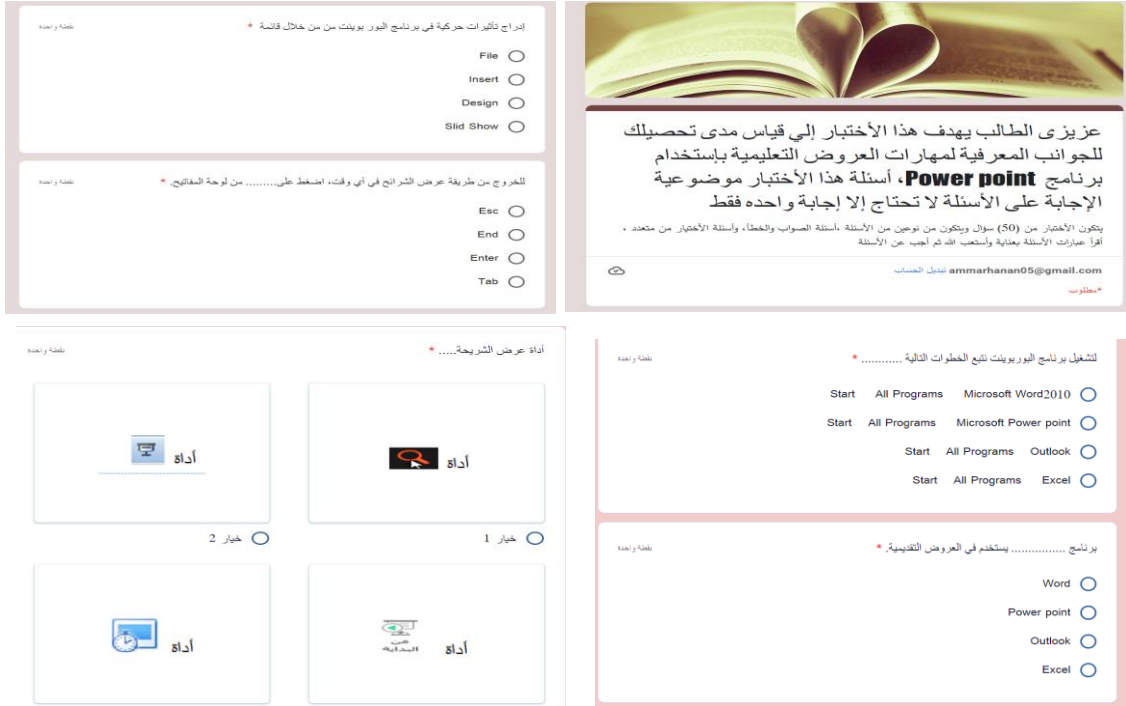 عزيزى الطالب يهدف هذا الأختبار إلي قياس مدى تحصيلك
للجوانب المعرفية لمهارات العروض التعليمية بإستخدام
برنامج Power point، أسئلة هذا الأختبار موضوعية
الإجابة على الأسئلة لا تحتاج إلا إجابة واحده فقط
يتكون الأختبار من (50) سؤال ويتكون من نوعين من الأسئلة ،أسئلة الصواب والخطأ، وأسئلة الأختيار من متعدد ،
أقرأ عبارات الأسئلة بعناية وأستعب الله ثم أجب عن الأسئلة
ammarhanan05@gmail.com تبديل الحساب
*مطلوب
إدراج تأثيرات حركية في برنامج البور بوينت من من خلال قائمة *
نقطة واحدة
File
Insert
Design
Slid Show
للخروج من طريقة عرض الشرائح في أي وقت، اضغط على......... من لوحة المفاتيح. *
نقطة واحدة
Esc
End
Enter
Tab
لتشغيل برنامج البوربوينت نتبع الخطوات التالية ............ *
نقطة واحدة
Start All Programs Microsoft Word2010
Start All Programs Microsoft Power point
Start All Programs Outlook
Start All Programs Excel
برنامج ................ يستخدم في العروض التقديمية. *
نقطة واحدة
Word
Power point
Outlook
Excel
أداة عرض الشريحة..... *
نقطة واحدة
أداة
أداة
خيار 1
خيار 2
أداة من البداية
أداة